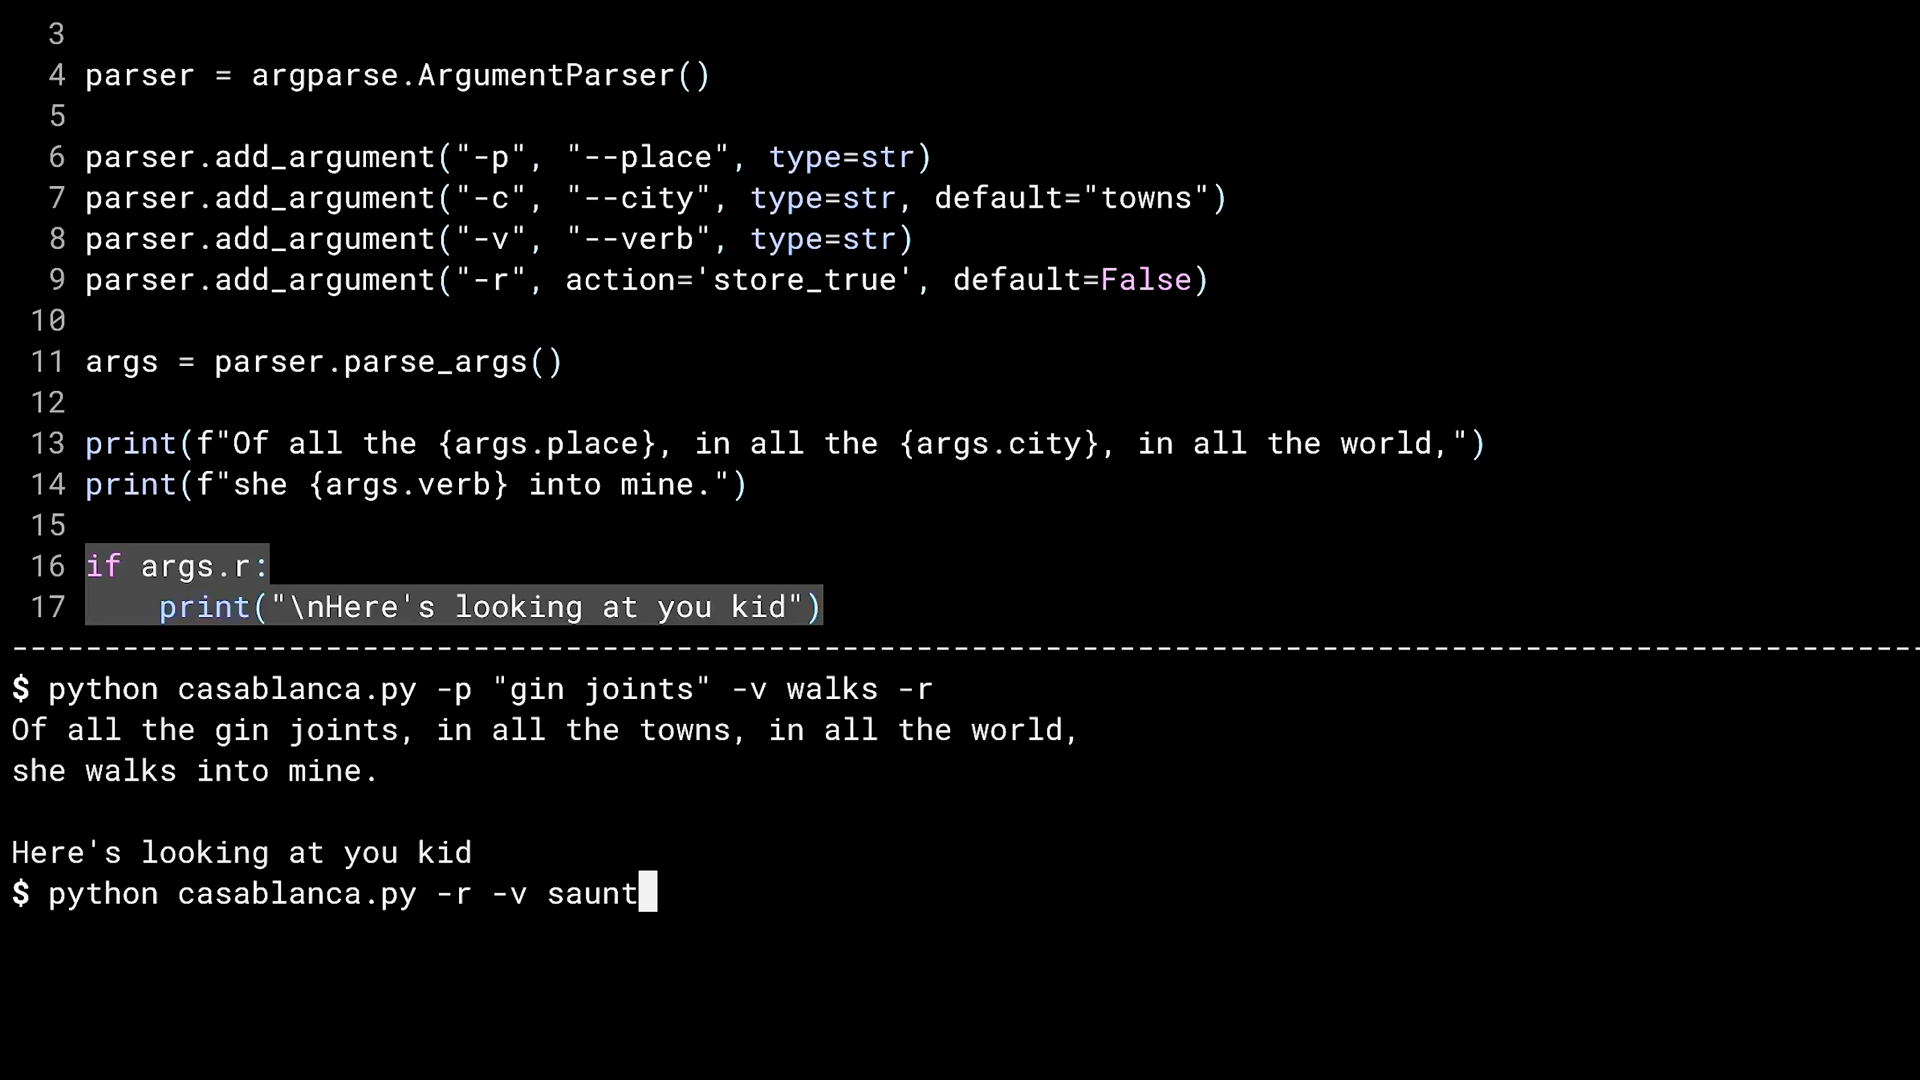 3
4 parser = argparse.ArgumentParser()
5
6 parser.add_argument("-p", "--place", type=str)
7 parser.add_argument("-c", "--city", type=str, default="towns")
8 parser.add_argument("-v", "--verb", type=str)
9 parser.add_argument("-r", action='store_true', default=False)
10
11 args = parser.parse_args()
12
13 print(f"Of all the {args.place}, in all the {args.city}, in all the world,")
14 print(f"she {args.verb} into mine.")
15
16 if args.r:
17     print("\nHere's looking at you kid")
--------------------------------------------------------------------------------------------------------
$ python casablanca.py -p "gin joints" -v walks -r
Of all the gin joints, in all the towns, in all the world,
she walks into mine.

Here's looking at you kid
$ python casablanca.py -r -v saunt